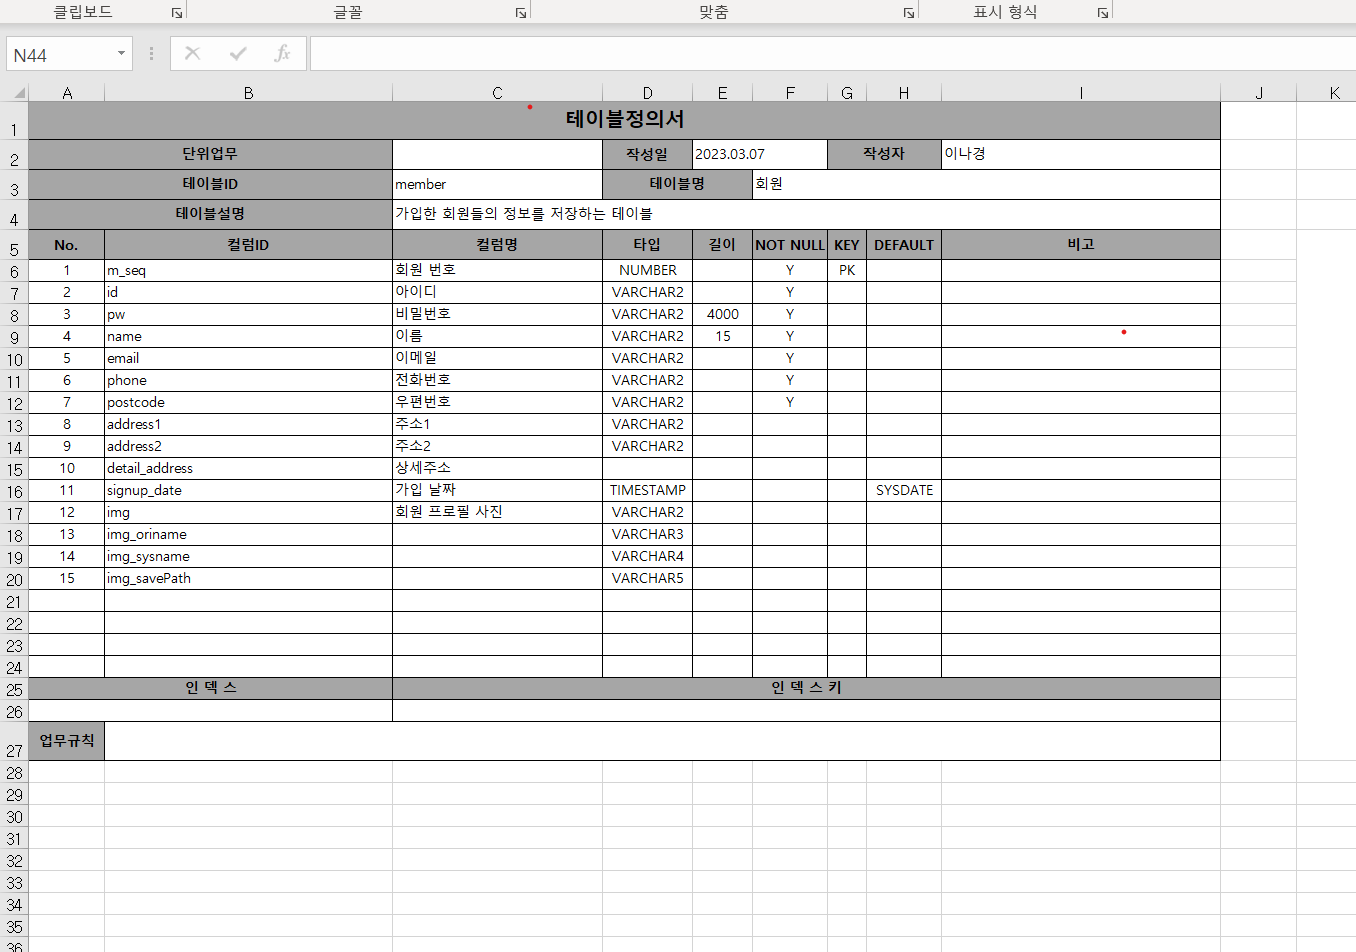 클립보드 글꼴 맞춤 표시 형식
N44 fx
A B C D E F G H I J K
1 테이블정의서
2 단위업무 작성일 2023.03.07 작성자 이나경
3 테이블ID member 테이블명 회원
4 테이블설명 가입한 회원들의 정보를 저장하는 테이블
5 No. 컬럼ID 컬럼명 타입 길이 NOT NULL KEY DEFAULT 비고
6 1 m_seq 회원 번호 NUMBER Y PK
7 2 id 아이디 VARCHAR2 Y
8 3 pw 비밀번호 VARCHAR2 4000 Y
9 4 name 이름 VARCHAR2 15 Y
10 5 email 이메일 VARCHAR2 Y
11 6 phone 전화번호 VARCHAR2 Y
12 7 postcode 우편번호 VARCHAR2 Y
13 8 address1 주소1 VARCHAR2
14 9 address2 주소2 VARCHAR2
15 10 detail_address 상세주소
16 11 signup_date 가입 날짜 TIMESTAMP SYSDATE
17 12 img 회원 프로필 사진 VARCHAR2
18 13 img_oriname VARCHAR3
19 14 img_sysname VARCHAR4
20 15 img_savePath VARCHAR5
21
22
23
24
25 인 덱 스 인 덱 스 키
26
27 업무규칙
28
29
30
31
32
33
34
35
36